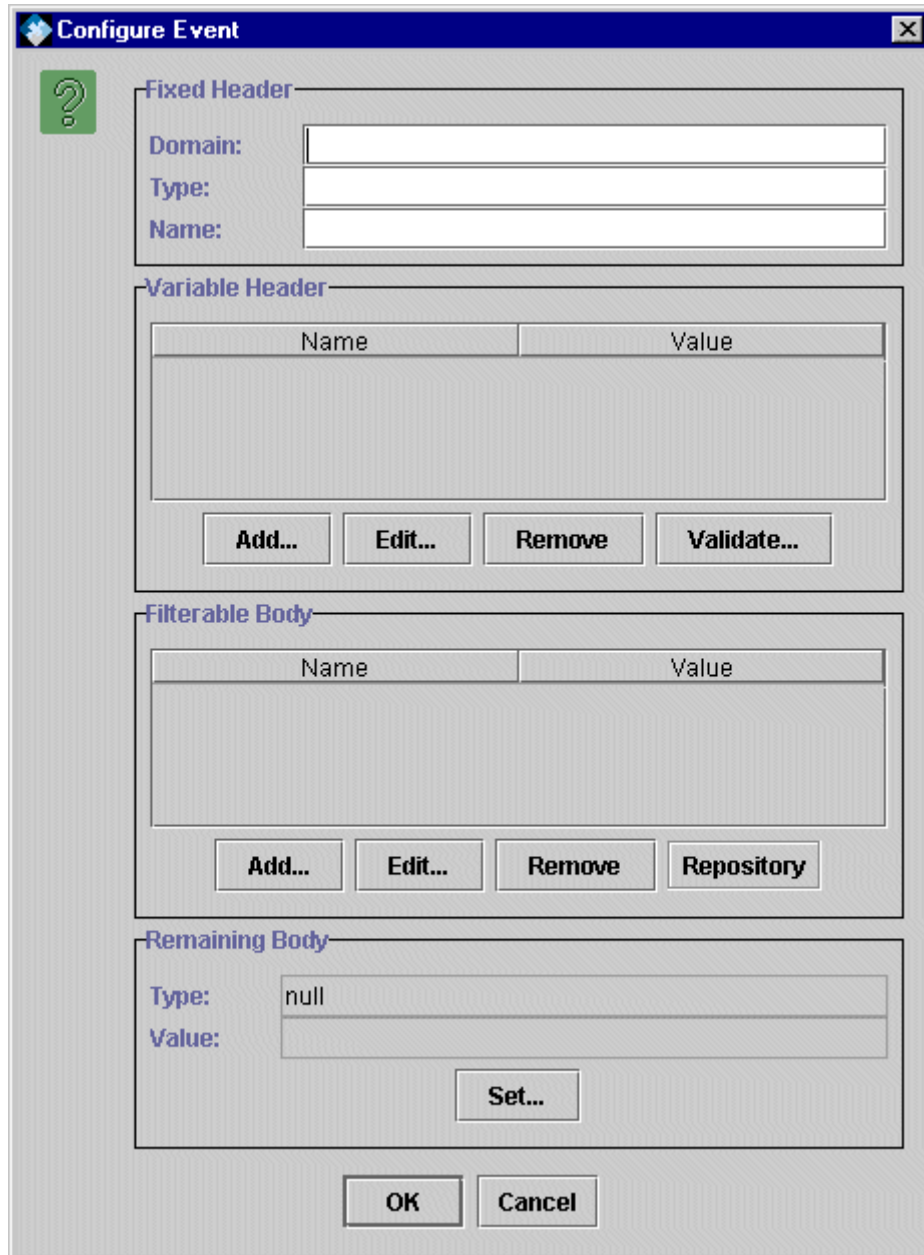 Configure Event
Fixed Header
Domain:
Type:
Name:
Variable Header
Name Value
Add... Edit... Remove Validate...
Filterable Body
Name Value
Add... Edit... Remove Repository
Remaining Body
Type: null
Value:
Set...
OK Cancel